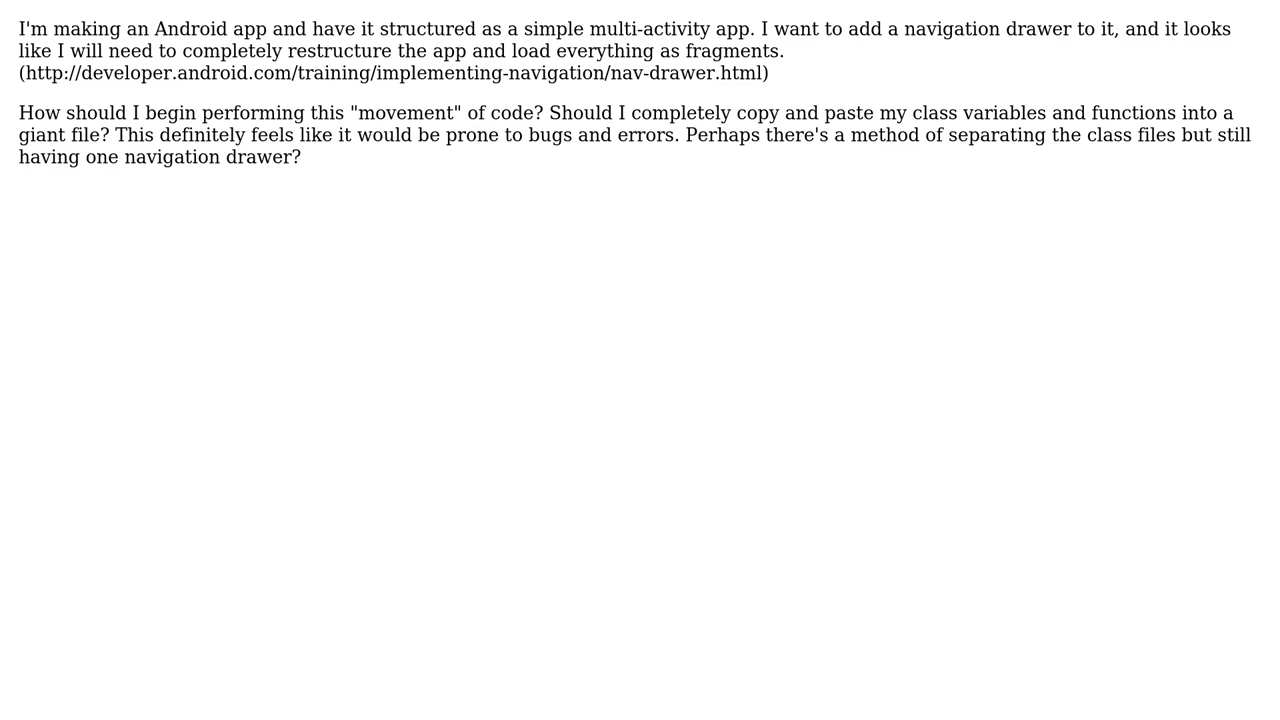 I'm making an Android app and have it structured as a simple multi-activity app. I want to add a navigation drawer to it, and it looks
like I will need to completely restructure the app and load everything as fragments.
(http://developer.android.com/training/implementing-navigation/nav-drawer.html)
How should I begin performing this "movement" of code? Should I completely copy and paste my class variables and functions into a
giant file? This definitely feels like it would be prone to bugs and errors. Perhaps there's a method of separating the class files but still
having one navigation drawer?